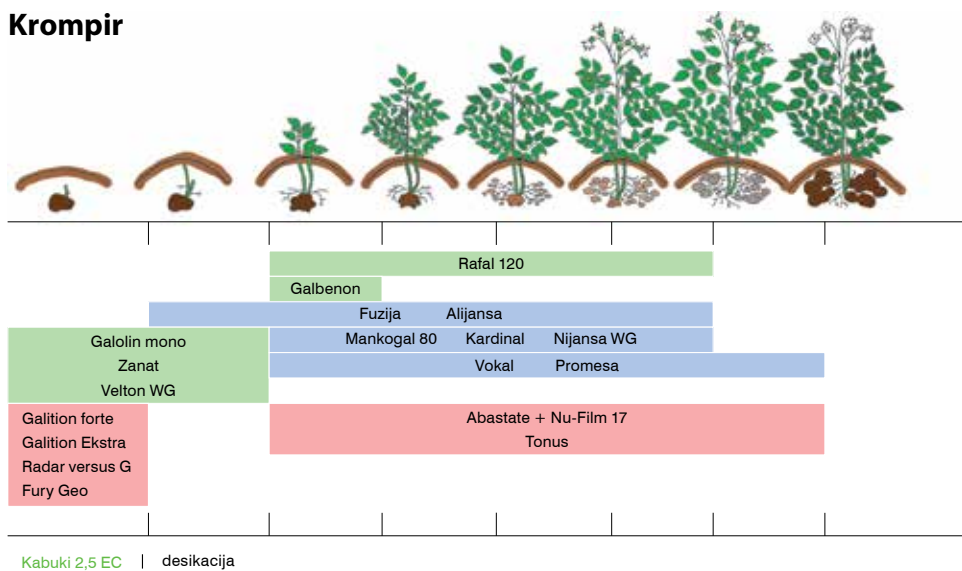 Krompir
Rafal 120
Galbenon
Fuzija Alijansa
Galolin mono
Zanat
Velton WG
Mankogal 80 Kardinal Nijansa WG
Vokal Promesa
Galition forte
Galition Ekstra
Radar versus G
Fury Geo
Abastate + Nu-Film 17
Tonus
Kabuki 2,5 EC | desikacija